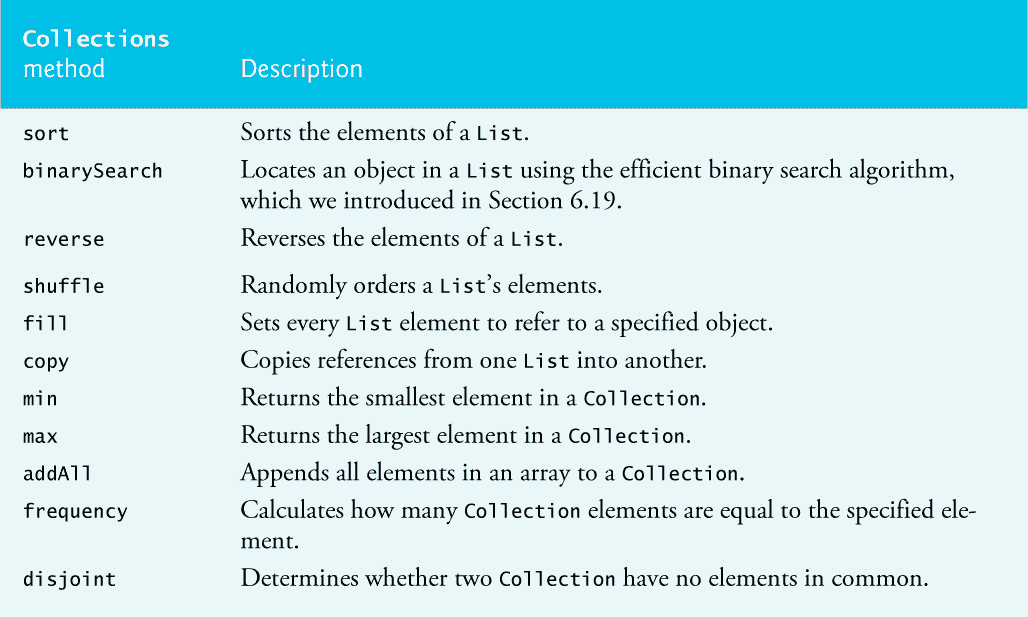 Collections
method Description
sort Sorts the elements of a List.
binarySearch Locates an object in a List using the efficient binary search algorithm,
which we introduced in Section 6.19.
reverse Reverses the elements of a List.
shuffle Randomly orders a List’s elements.
fill Sets every List element to refer to a specified object.
copy Copies references from one List into another.
min Returns the smallest element in a Collection.
max Returns the largest element in a Collection.
addAll Appends all elements in an array to a Collection.
frequency Calculates how many Collection elements are equal to the specified ele-
ment.
disjoint Determines whether two Collection have no elements in common.